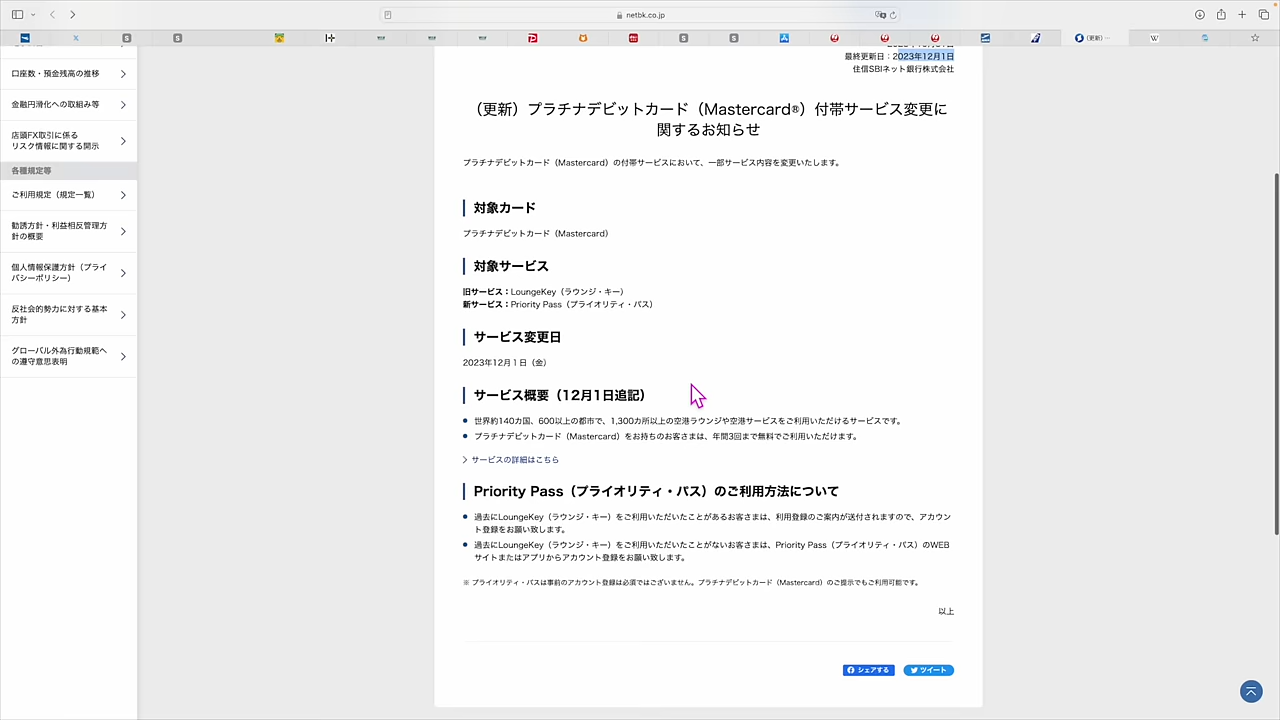 netbk.co.jp
口座数・預金残高の推移
金融円滑化への取組み等
店頭FX取引に係る
リスク情報に関する開示
各種規定等
ご利用規定（規定一覧）
勧誘方針・利益相反管理方
針の概要
個人情報保護方針（プライ
バシーポリシー）
反社会的勢力に対する基本
方針
グローバル外為行動規範へ
の遵守意思表明
最終更新日：2023年12月1日
住信SBIネット銀行株式会社
（更新）プラチナデビットカード（Mastercard®）付帯サービス変更に
関するお知らせ
プラチナデビットカード（Mastercard）の付帯サービスにおいて、一部サービス内容を変更いたします。
対象カード
プラチナデビットカード（Mastercard）
対象サービス
旧サービス：LoungeKey（ラウンジ・キー）
新サービス：Priority Pass（プライオリティ・パス）
サービス変更日
2023年12月１日（金）
サービス概要（12月1日追記）
世界約140カ国、600以上の都市で、1,300カ所以上の空港ラウンジや空港サービスをご利用いただけるサービスです。
プラチナデビットカード（Mastercard）をお持ちのお客さまは、年間3回まで無料でご利用いただけます。
サービスの詳細はこちら
Priority Pass（プライオリティ・パス）のご利用方法について
過去にLoungeKey（ラウンジ・キー）をご利用いただいたことがあるお客さまは、利用登録のご案内が送付されますので、アカウン
ト登録をお願い致します。
過去にLoungeKey（ラウンジ・キー）をご利用いただいたことがないお客さまは、Priority Pass（プライオリティ・パス）のWEB
サイトまたはアプリからアカウント登録をお願い致します。
※ プライオリティ・パスは事前のアカウント登録は必須ではございません。プラチナデビットカード（Mastercard）のご提示でもご利用可能です。
以上
シェアする
ツイート